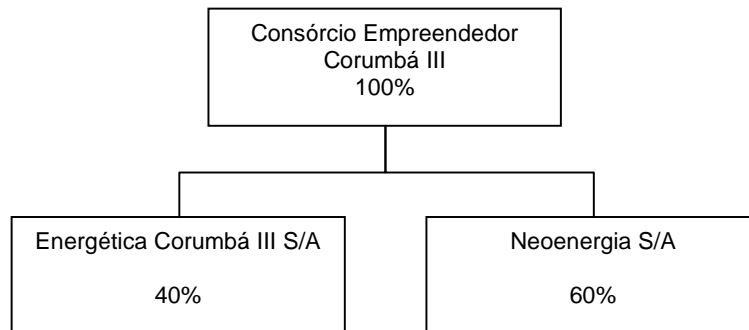 Consórcio Empreendedor
Corumbá III
100%
Energética Corumbá III S/A
40%
Neoenergia S/A
60%